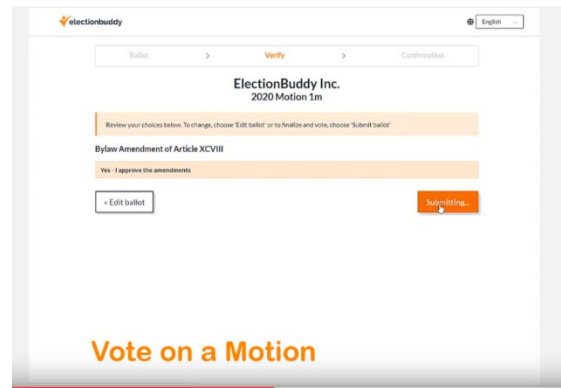 electionbuddy
English
Ballot > Verify > Confirmation
ElectionBuddy Inc.
2020 Motion 1m
Review your choices below. To change, choose 'Edit ballot' or to finalize and vote, choose 'Submit ballot'
Bylaw Amendment of Article XCVIII
Yes - I approve the amendments
‹ Edit ballot
Submitting...
Vote on a Motion